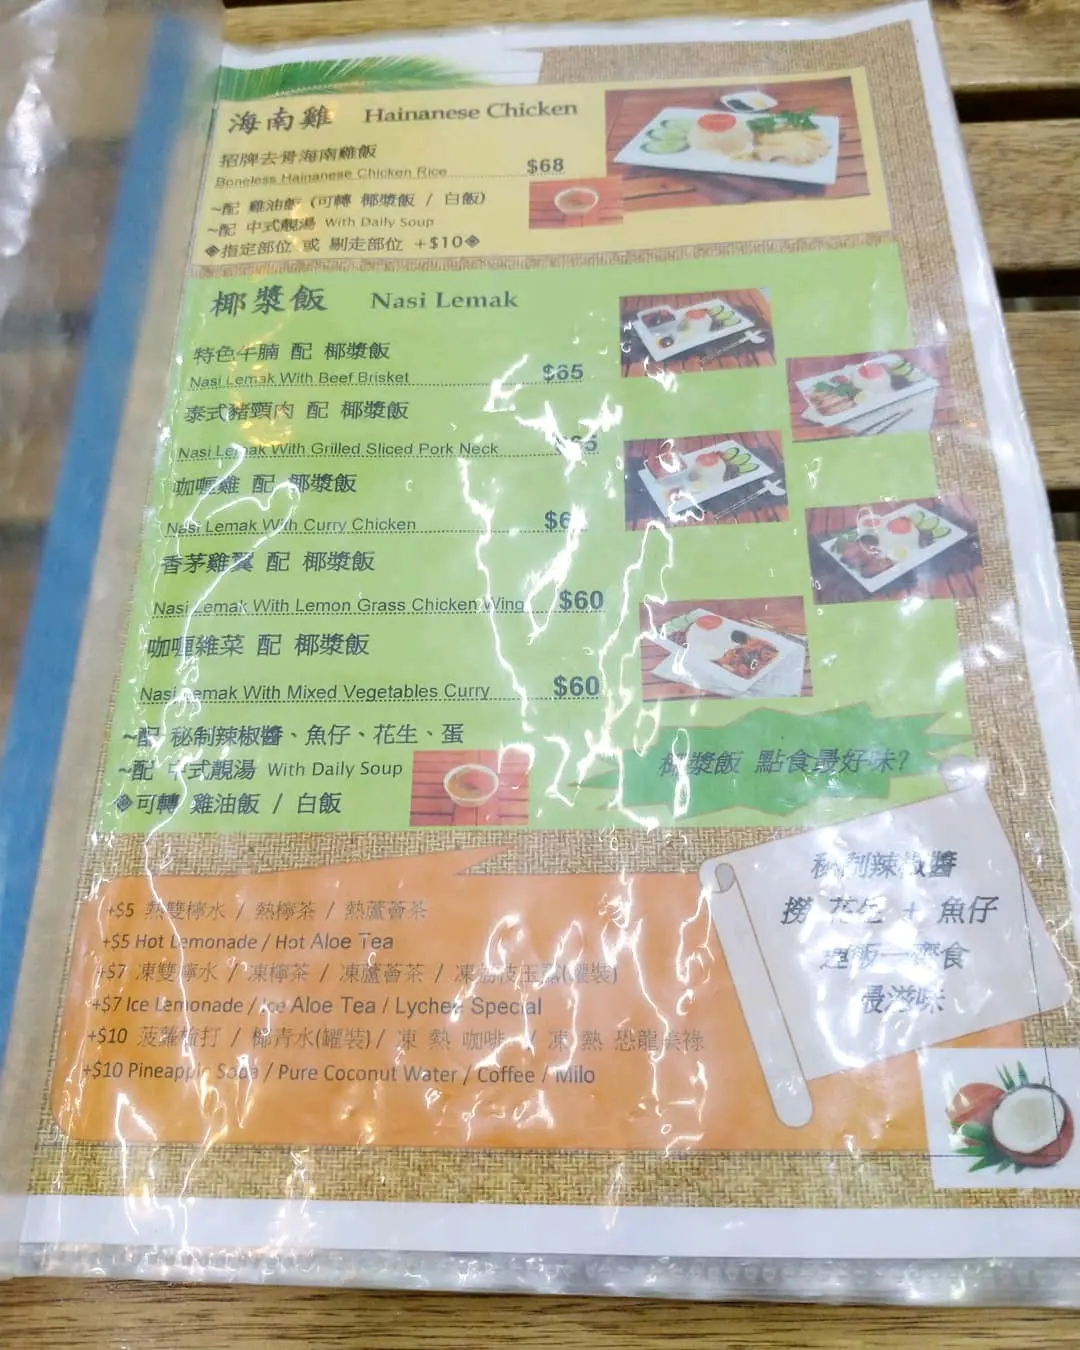 海南雞 Hainanese Chicken
招牌去骨海南雞飯
Boneless Hainanese Chicken Rice $68
~配 雞油飯 (可轉 椰漿飯 / 白飯)
~配 中式靚湯 With Daily Soup
◈指定部位 或 剔走部位 +$10◈
椰漿飯 Nasi Lemak
特色牛腩 配 椰漿飯
Nasi Lemak With Beef Brisket $65
泰式豬頸肉 配 椰漿飯
Nasi Lemak With Grilled Sliced Pork Neck
咖喱雞 配 椰漿飯
Nasi Lemak With Curry Chicken
香茅雞翼 配 椰漿飯
Nasi Lemak With Lemon Grass Chicken Wing $60
咖喱雜菜 配 椰漿飯
Nasi Lemak With Mixed Vegetables Curry $60
~配 秘制辣椒醬、魚仔、花生、蛋
~配 中式靚湯 With Daily Soup
◈可轉 雞油飯 / 白飯
椰漿飯 點食最好味?
秘制辣椒醬
撈 花生 + 魚仔
連飯一齊食
最滋味
+$5 熱雙檸水 / 熱檸茶 / 熱蘆薈茶
+$5 Hot Lemonade / Hot Aloe Tea
+$7 凍雙檸水 / 凍檸茶 / 凍蘆薈茶 /
+$7 Ice Lemonade / Ice Aloe Tea / Lychee Special
+$10 菠蘿梳打 / 椰青水(罐裝) / 凍 熱 咖啡 / 凍 熱 恐龍美祿
+$10 Pineapple Soda / Pure Coconut Water / Coffee / Milo